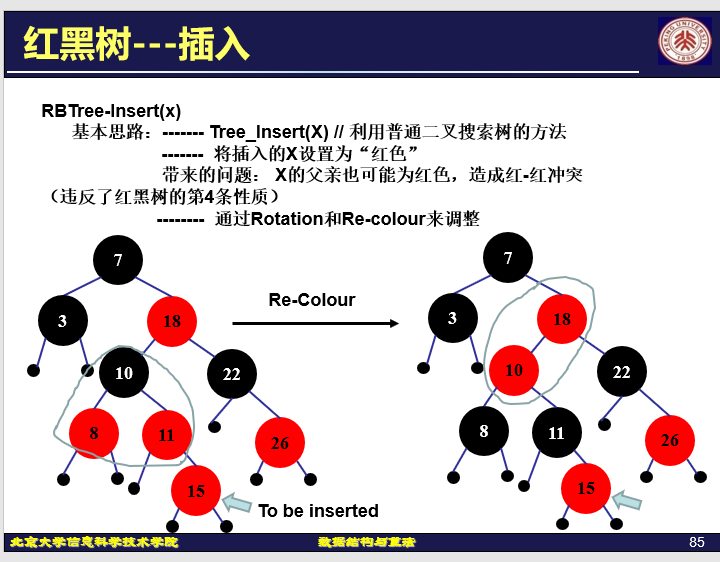 红黑树---插入
RBTree-Insert(x)
基本思路：------- Tree_Insert(X) // 利用普通二叉搜索树的方法
------- 将插入的X设置为“红色”
带来的问题： X的父亲也可能为红色，造成红-红冲突
（违反了红黑树的第4条性质）
-------- 通过Rotation和Re-colour来调整
7
3
18
10
22
8
11
26
15
To be inserted
Re-Colour
7
3
18
10
22
8
11
26
15
北京大学信息科学技术学院
数据结构与算法
85
PEKING UNIVERSITY
1898